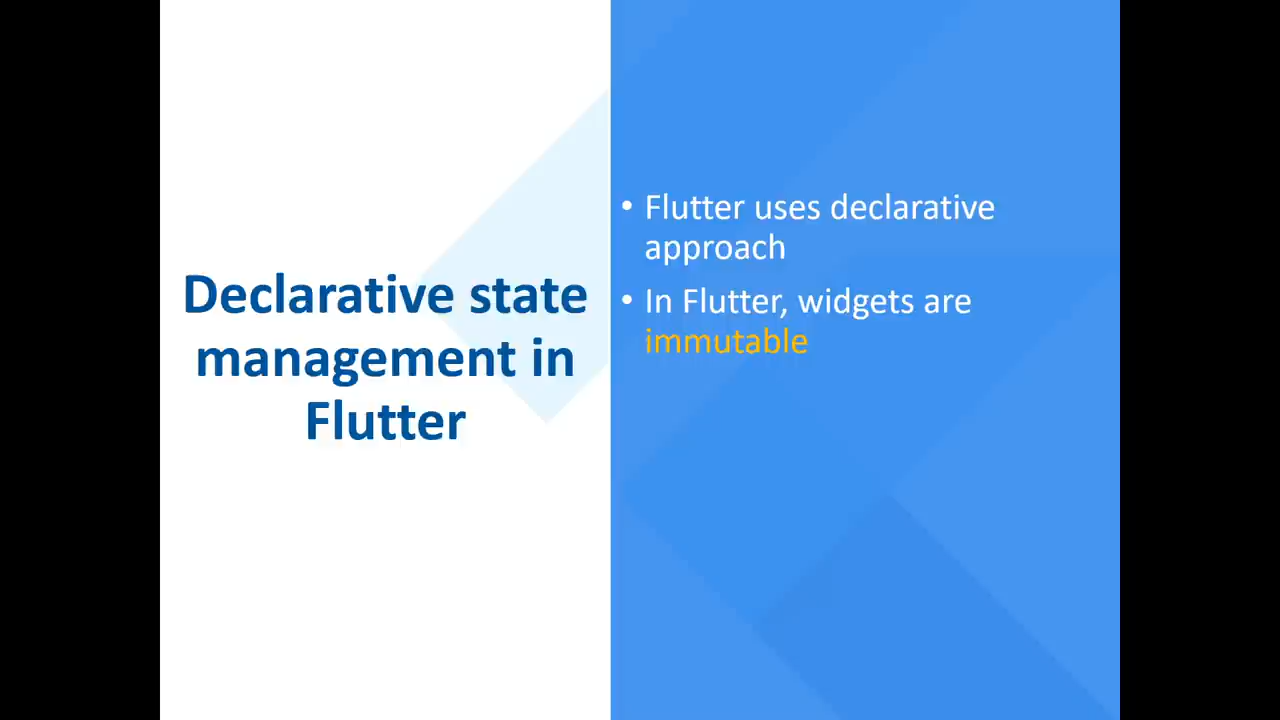 Declarative state
management in
Flutter
• Flutter uses declarative
approach
• In Flutter, widgets are
immutable